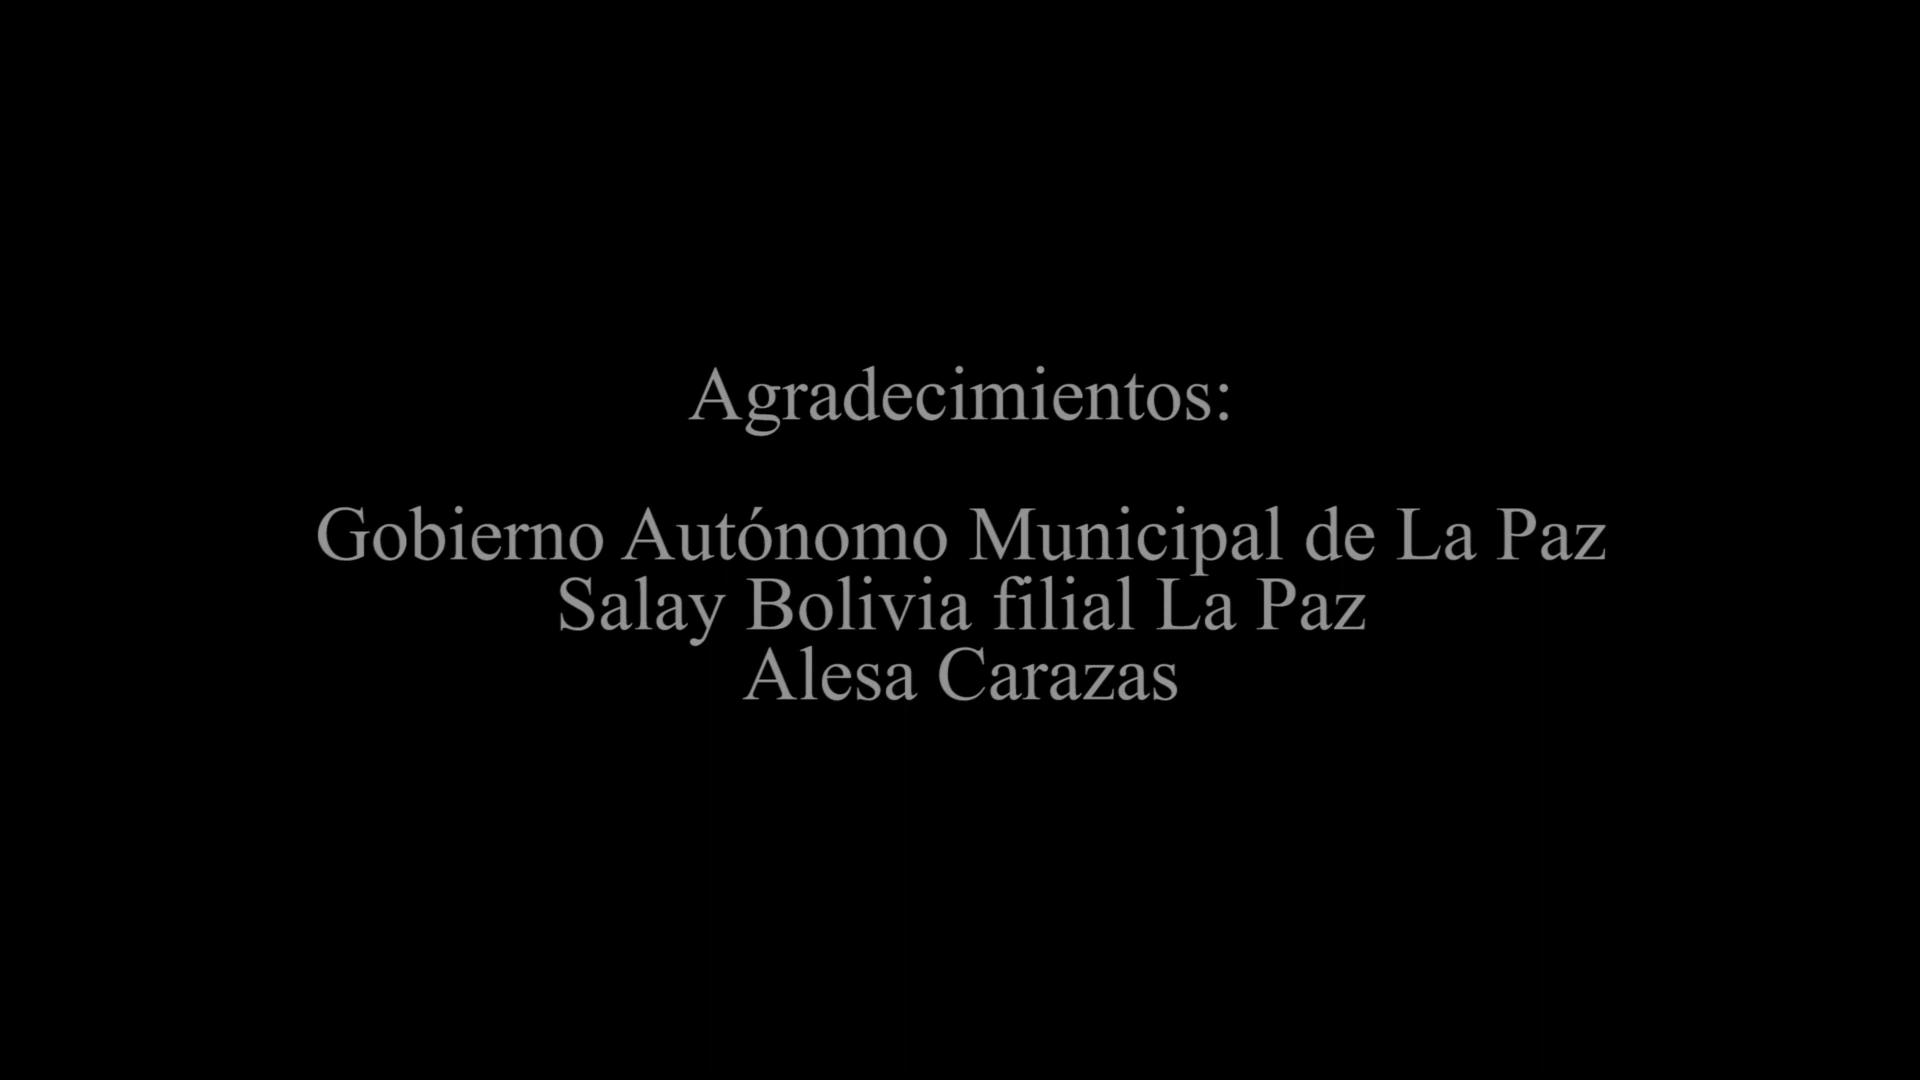 Agradecimientos:
Gobierno Autónomo Municipal de La Paz
Salay Bolivia filial La Paz
Alesa Carazas